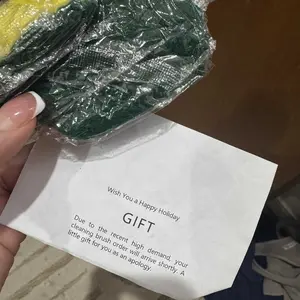 Wish You a Happy Holiday
GIFT
Due to the recent high demand, your
cleaning brush order will arrive shortly. A
little gift for you as an apology.